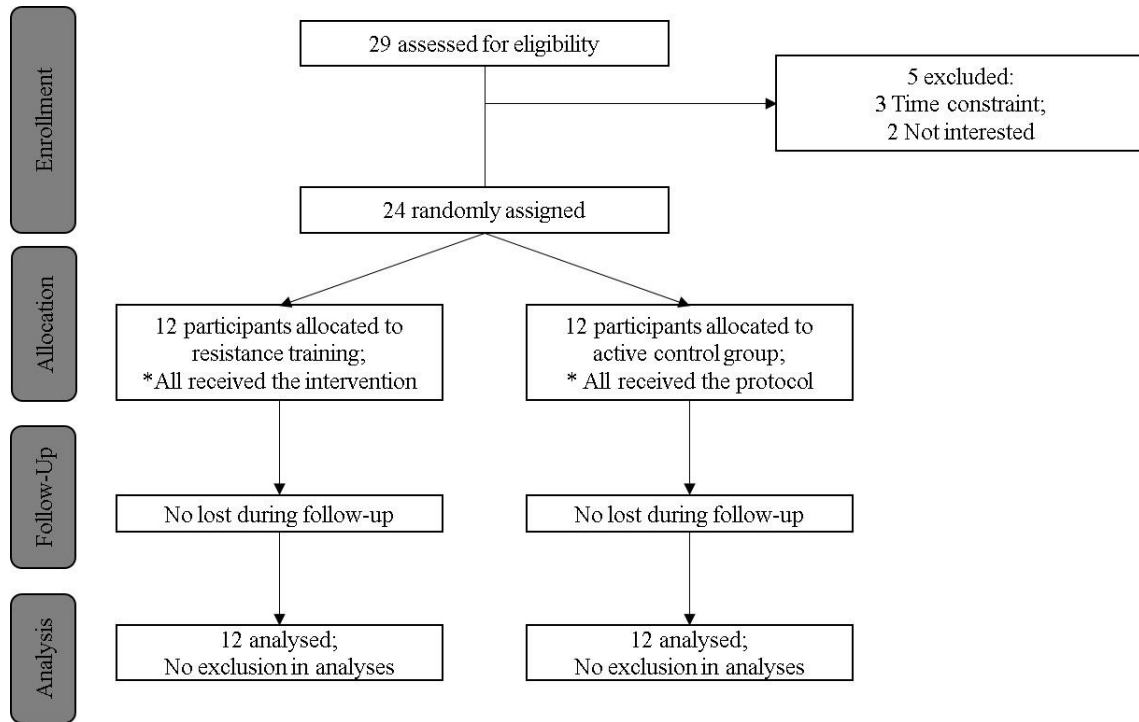 Enrollment
29 assessed for eligibility
5 excluded:
3 Time constraint;
2 Not interested
24 randomly assigned
Allocation
12 participants allocated to
resistance training;
*All received the intervention
12 participants allocated to
active control group;
* All received the protocol
Follow-Up
No lost during follow-up
No lost during follow-up
Analysis
12 analysed;
No exclusion in analyses
12 analysed;
No exclusion in analyses